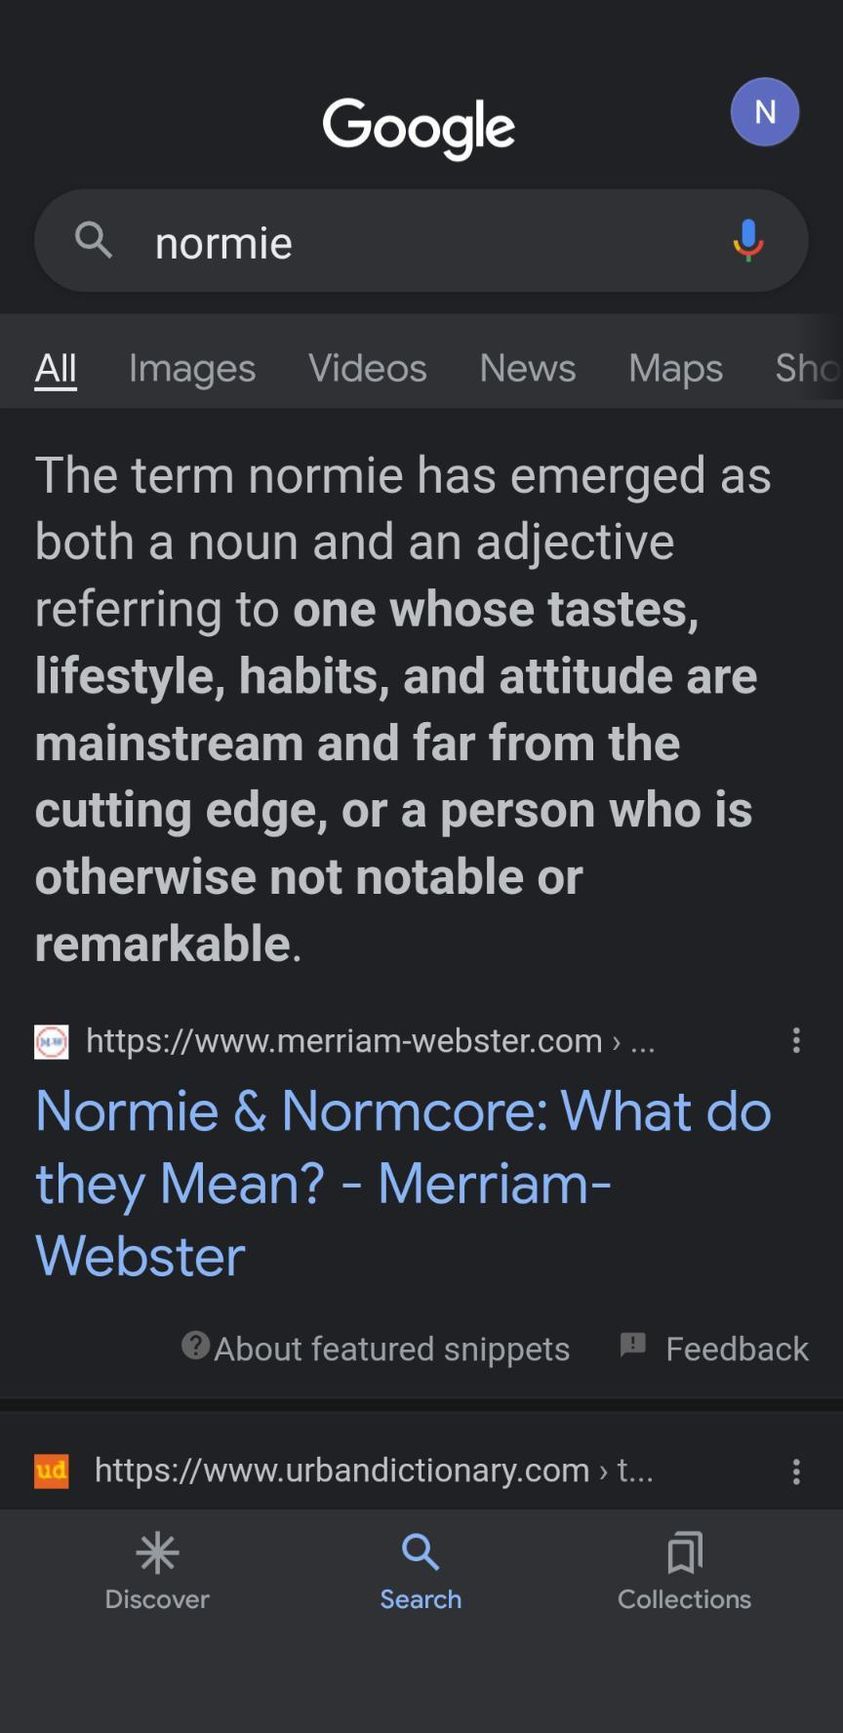 Google
N
normie
All Images Videos News Maps Sho
The term normie has emerged as
both a noun and an adjective
referring to one whose tastes,
lifestyle, habits, and attitude are
mainstream and far from the
cutting edge, or a person who is
otherwise not notable or
remarkable.
https://www.merriam-webster.com › ...
Normie & Normcore: What do
they Mean? - Merriam-
Webster
About featured snippets Feedback
ud https://www.urbandictionary.com › t...
Discover Search Collections